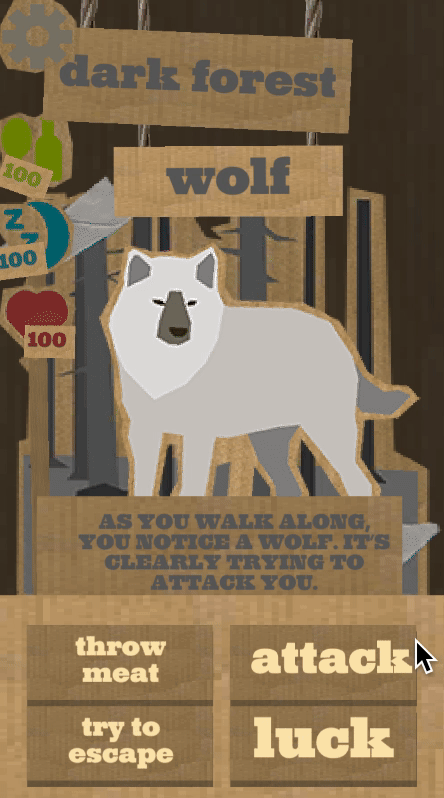 dark forest
wolf
100
Z
Z
100
100
AS YOU WALK ALONG,
YOU NOTICE A WOLF. IT'S
CLEARLY TRYING TO
ATTACK YOU.
throw
meat
attack
try to
escape
luck